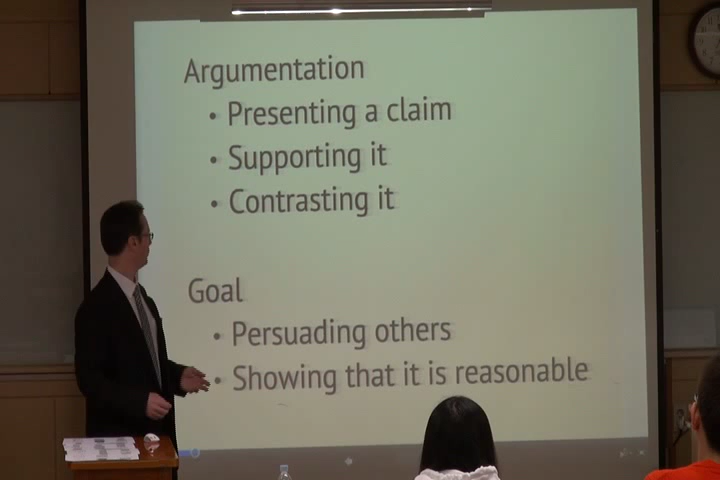 Argumentation
• Presenting a claim
• Supporting it
• Contrasting it
Goal
• Persuading others
• Showing that it is reasonable